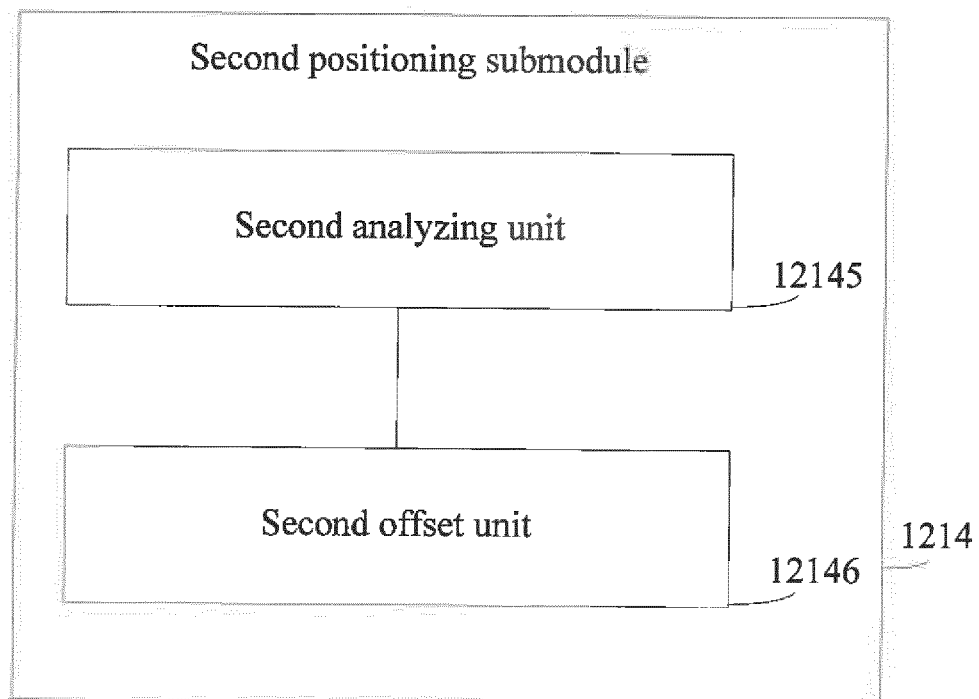 Second positioning submodule
Second analyzing unit
12145
Second offset unit
1214
12146